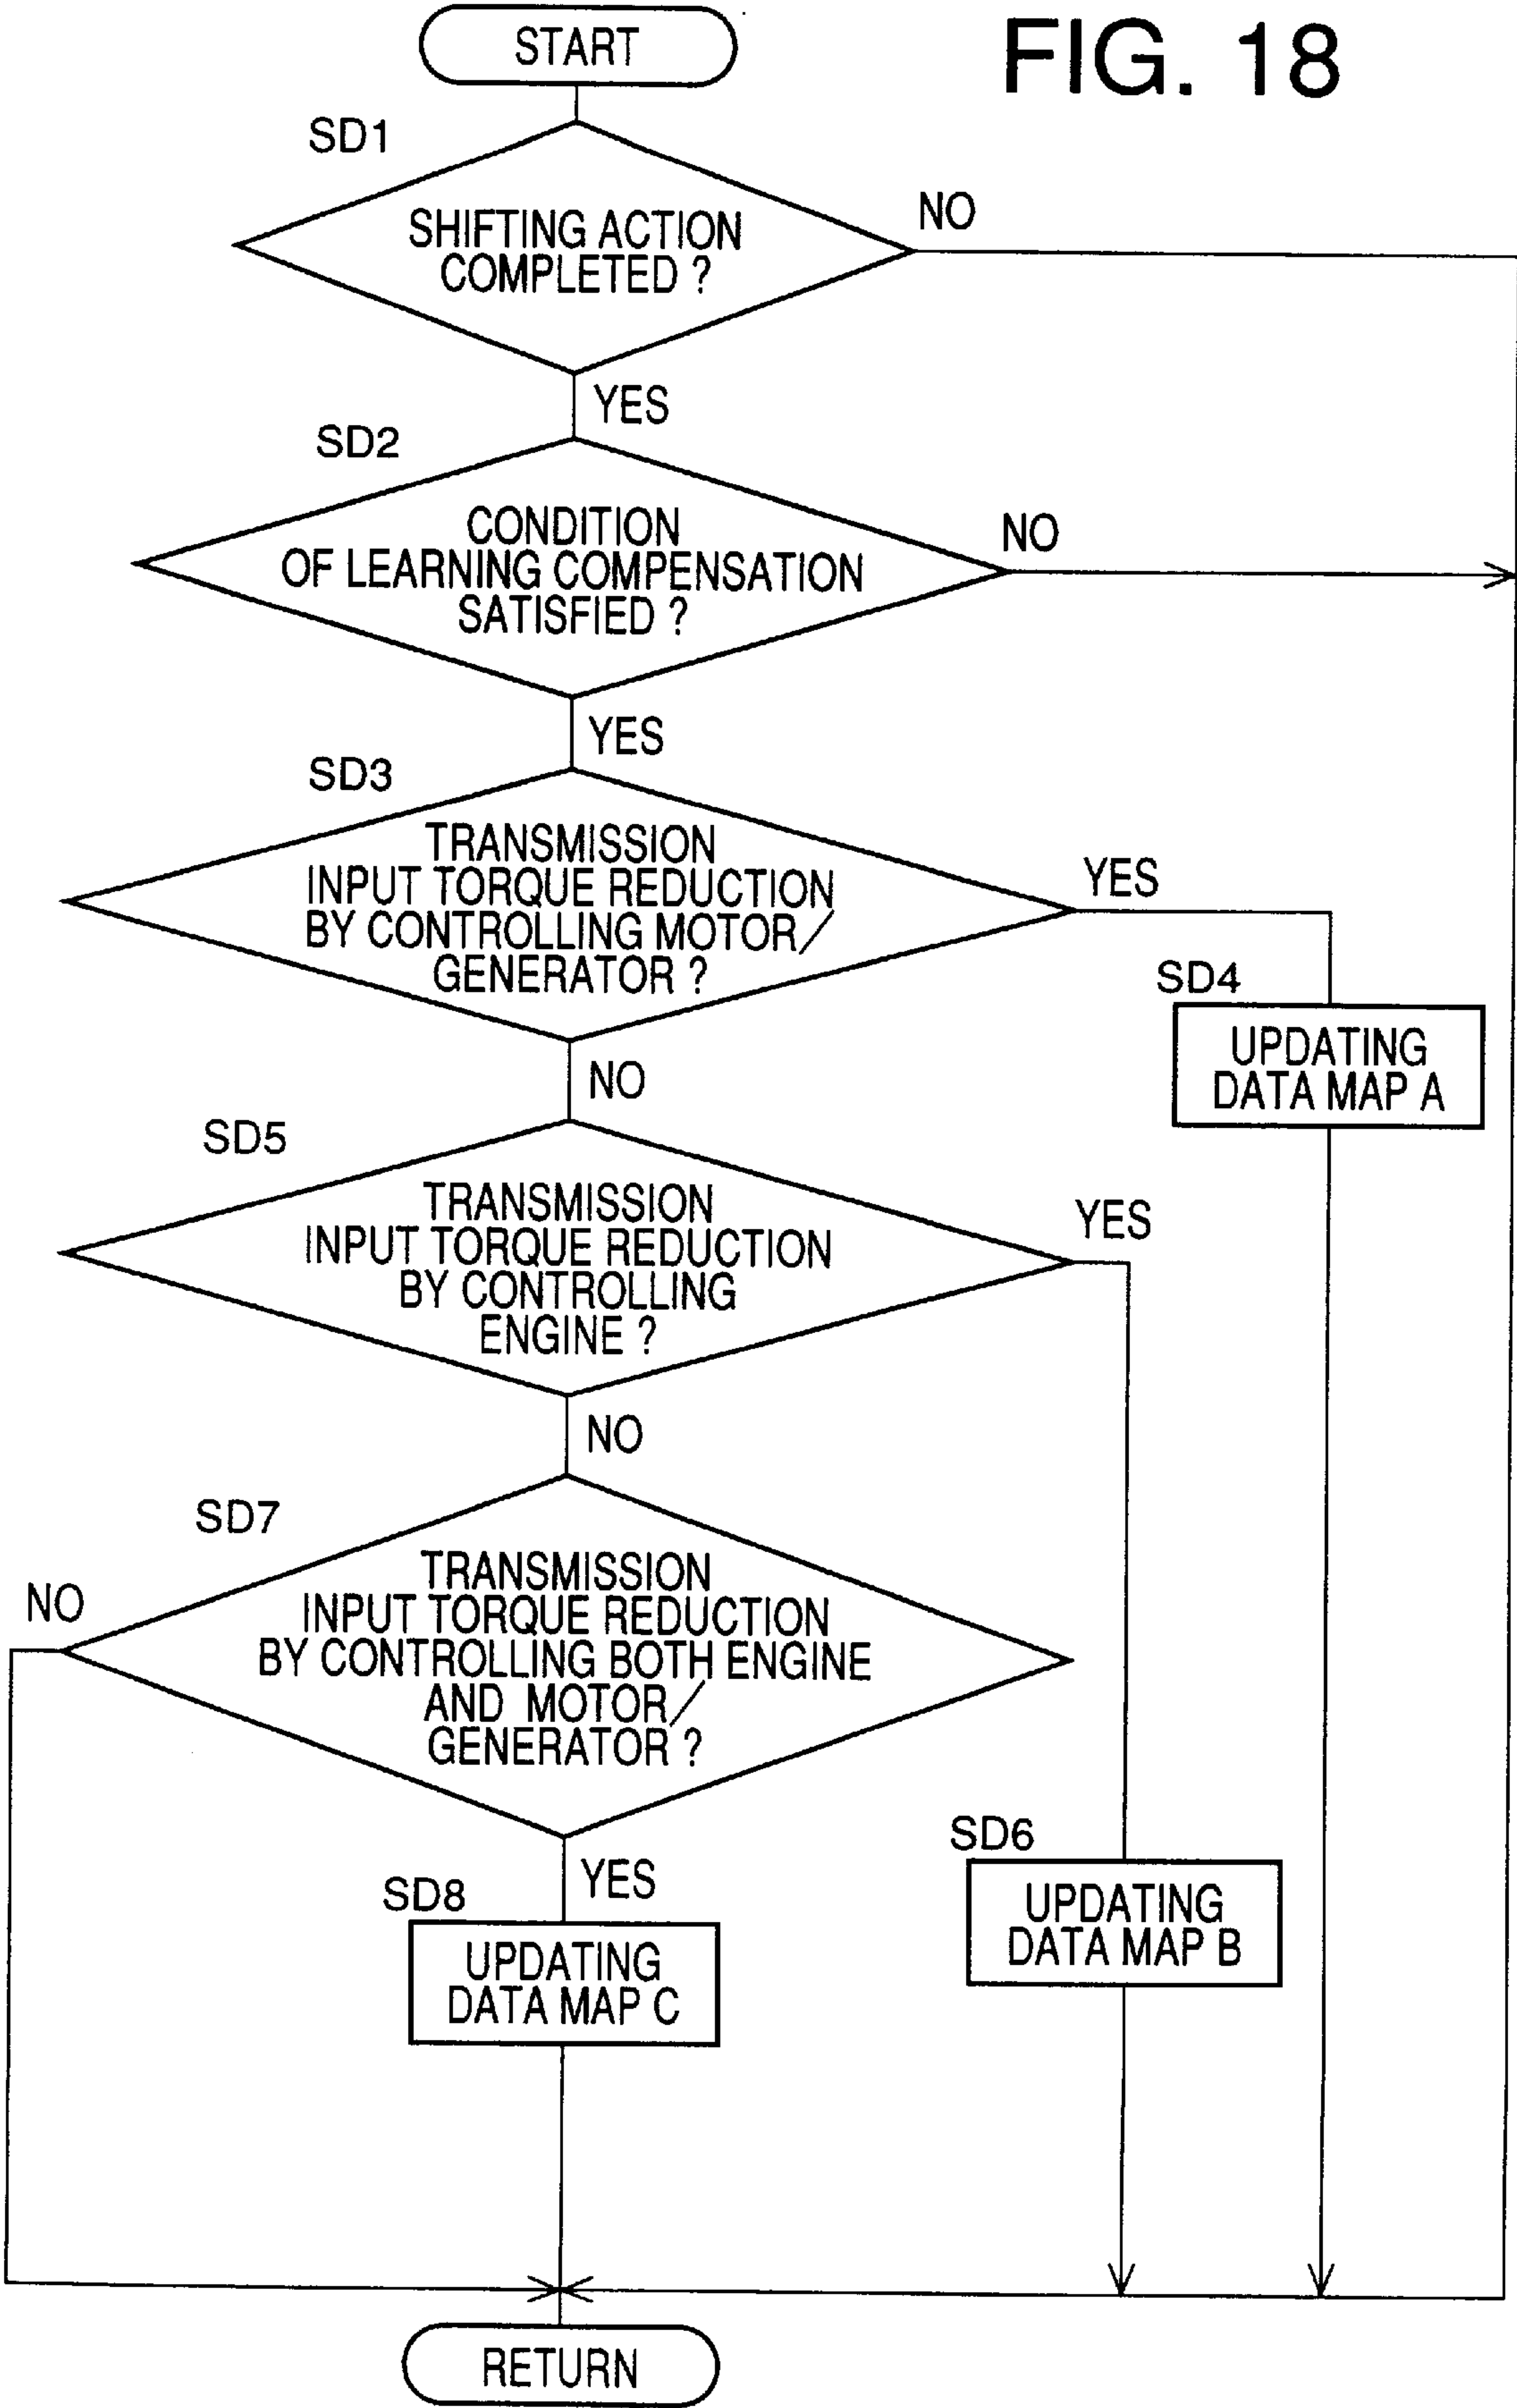 START
FIG. 18
SD1
SHIFTING ACTION
COMPLETED ?
NO
YES
SD2
CONDITION
OF LEARNING COMPENSATION
SATISFIED ?
NO
YES
SD3
TRANSMISSION
INPUT TORQUE REDUCTION
BY CONTROLLING MOTOR/
GENERATOR ?
YES
SD4
UPDATING
DATA MAP A
NO
SD5
TRANSMISSION
INPUT TORQUE REDUCTION
BY CONTROLLING
ENGINE ?
YES
NO
SD7
TRANSMISSION
INPUT TORQUE REDUCTION
BY CONTROLLING BOTH ENGINE
AND MOTOR/
GENERATOR ?
NO
YES
SD6
UPDATING
DATA MAP B
SD8
UPDATING
DATA MAP C
RETURN